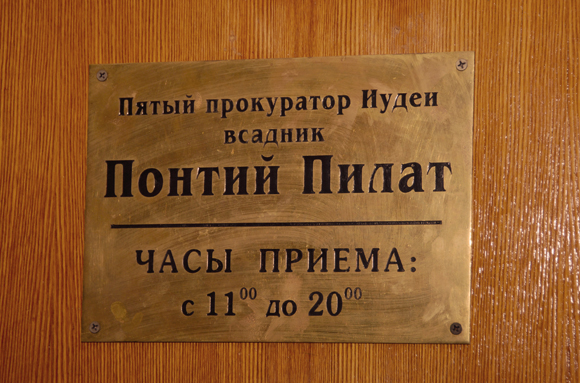 Пятый прокуратор Иудеи
всадник
Понтий Пилат
ЧАСЫ ПРИЕМА:
с 11⁰⁰ до 20⁰⁰